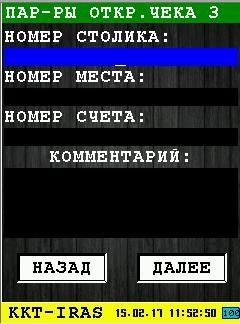 ПАР-РЫ ОТКР.ЧЕКА 3
НОМЕР СТОЛИКА:
_
НОМЕР МЕСТА:
НОМЕР СЧЕТА:
КОММЕНТАРИЙ:
НАЗАД ДАЛЕЕ
KKT-IRAS 15.02.17 11:52:50 100